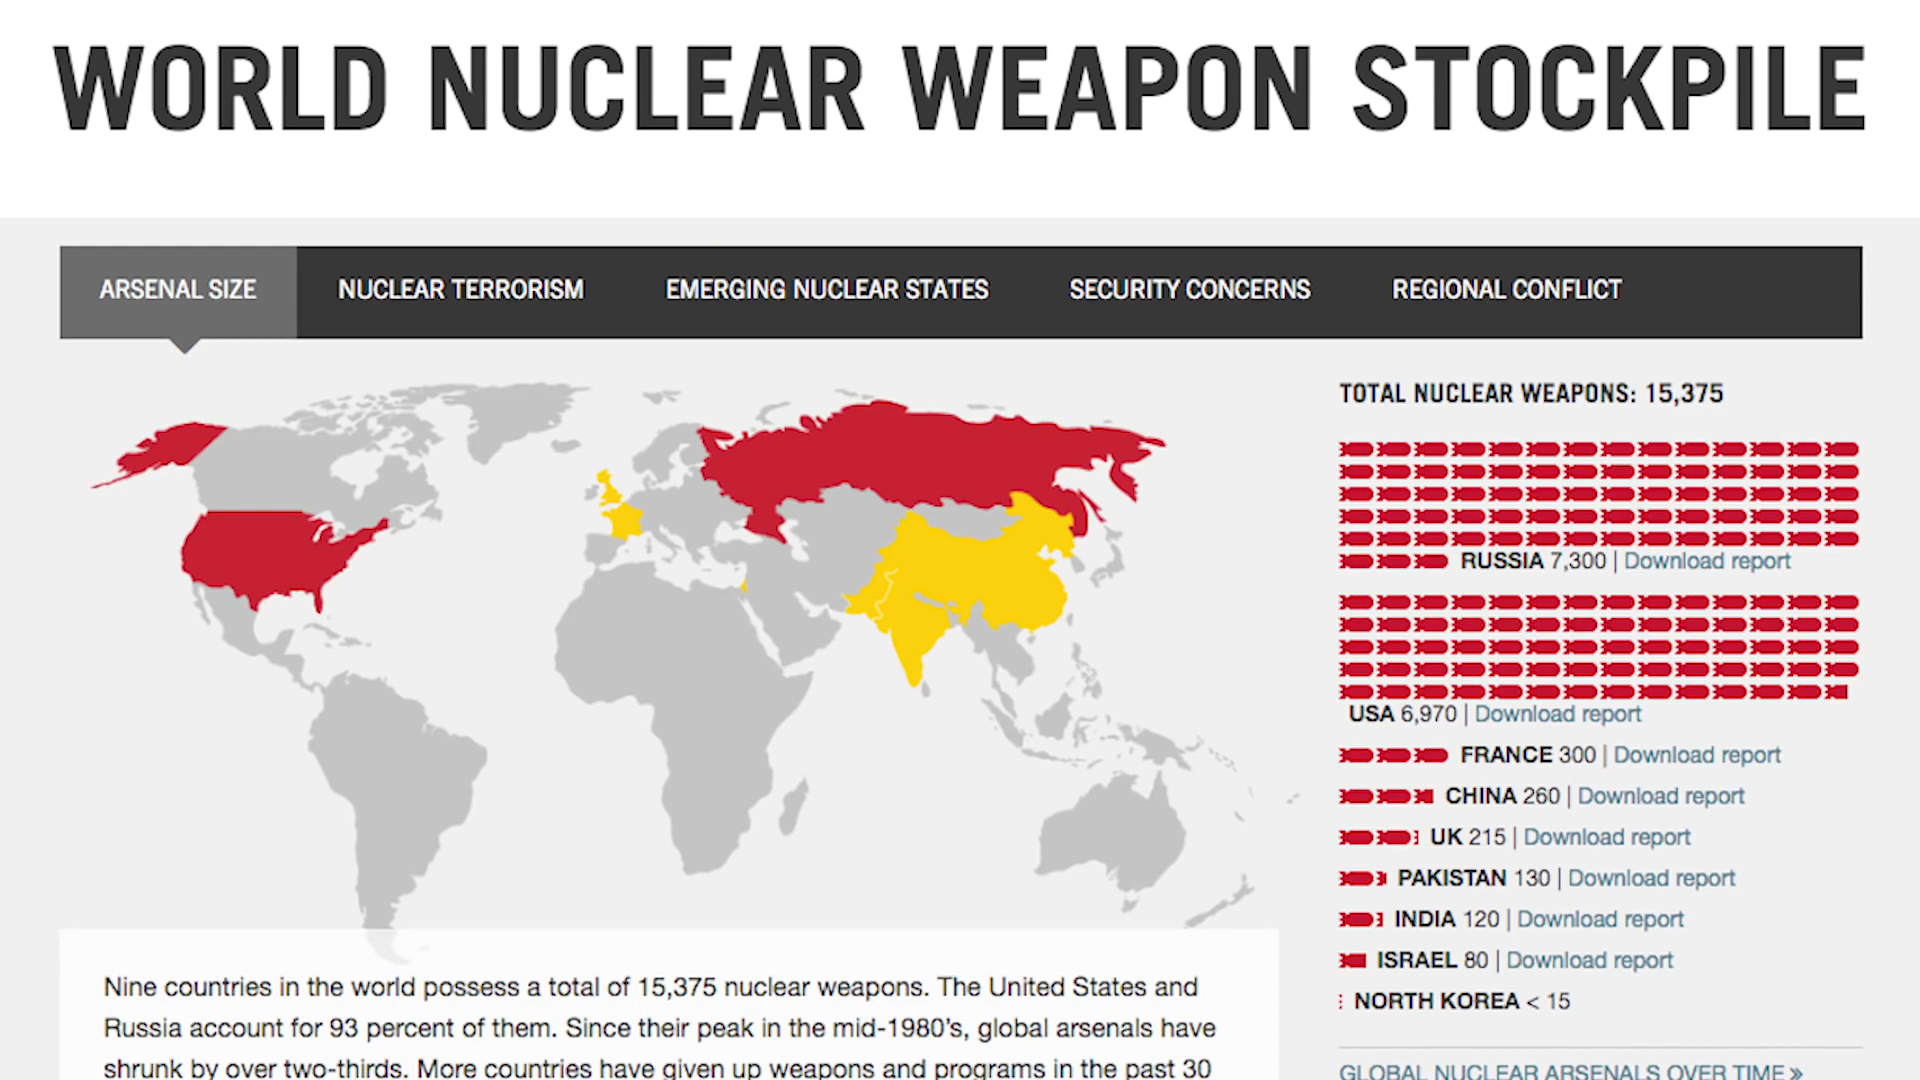 WORLD NUCLEAR WEAPON STOCKPILE
ARSENAL SIZE NUCLEAR TERRORISM EMERGING NUCLEAR STATES SECURITY CONCERNS REGIONAL CONFLICT
TOTAL NUCLEAR WEAPONS: 15,375
RUSSIA 7,300 | Download report
USA 6,970 | Download report
FRANCE 300 | Download report
CHINA 260 | Download report
UK 215 | Download report
PAKISTAN 130 | Download report
INDIA 120 | Download report
ISRAEL 80 | Download report
NORTH KOREA < 15
GLOBAL NUCLEAR ARSENALS OVER TIME »
Nine countries in the world possess a total of 15,375 nuclear weapons. The United States and
Russia account for 93 percent of them. Since their peak in the mid-1980's, global arsenals have
shrunk by over two-thirds. More countries have given up weapons and programs in the past 30